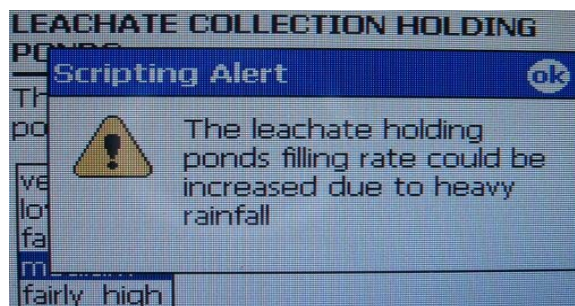 LEACHATE COLLECTION HOLDING
Scripting Alert
ok
The leachate holding
ponds filling rate could be
increased due to heavy
rainfall
fairly high